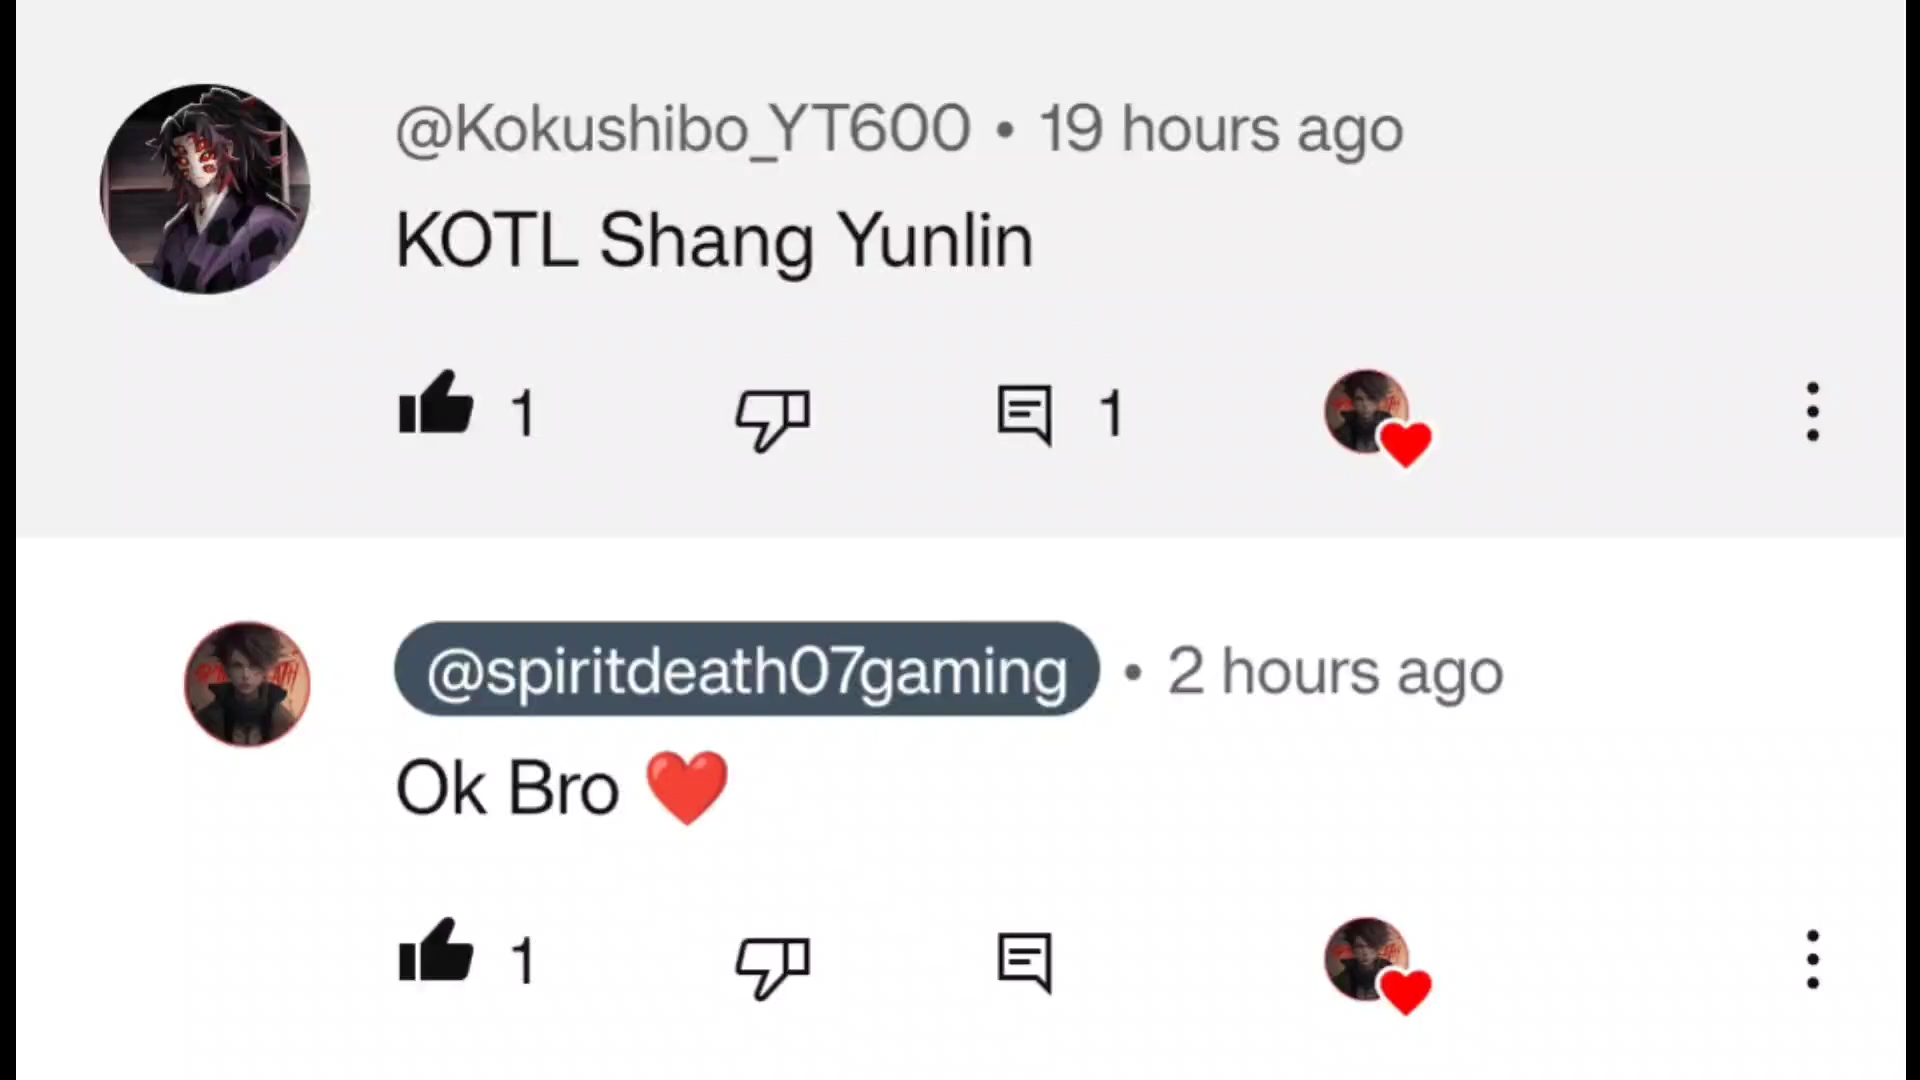 @Kokushibo_YT600 • 19 hours ago
KOTL Shang Yunlin
1 1
@spiritdeath07gaming • 2 hours ago
Ok Bro ❤️
1